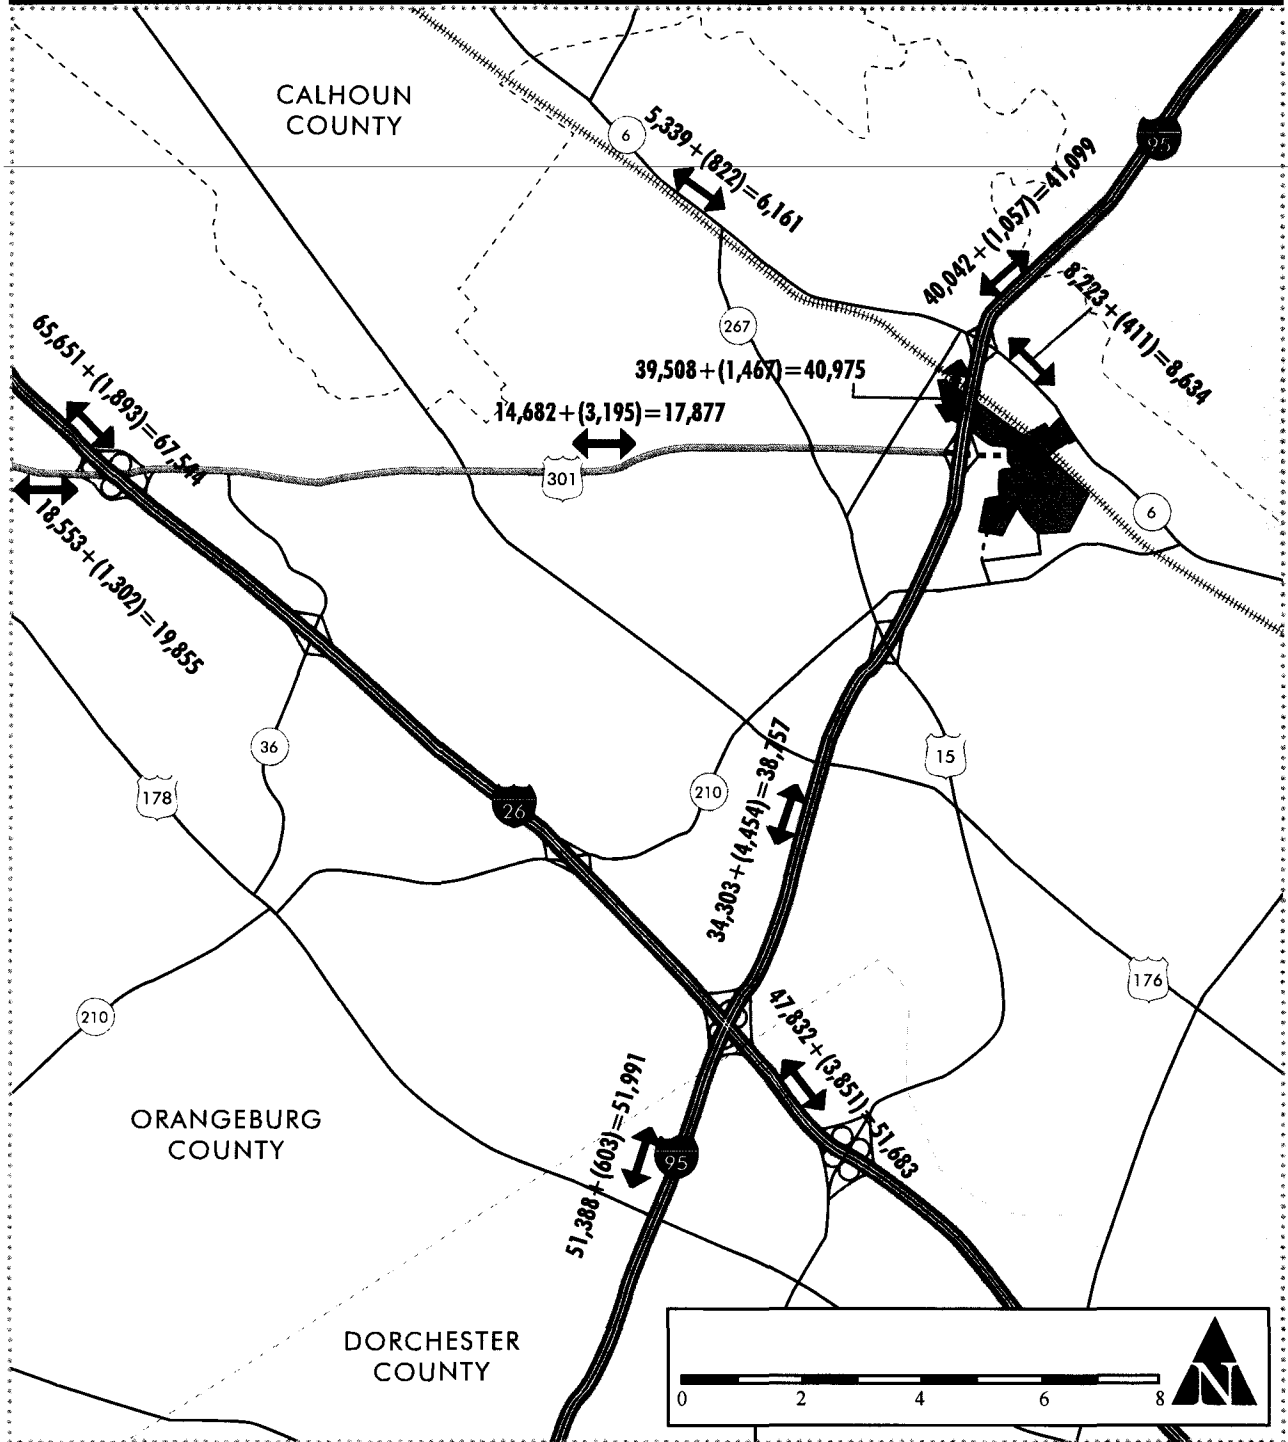 CALHOUN
COUNTY
6
5,339+(822)=6,161
95
40,042+(1,057)=41,099
8,223+(411)=8,634
267
65,651+(1,893)=67,544
39,508+(1,467)=40,975
14,682+(3,195)=17,877
301
18,553+(1,302)=19,855
6
36
178
26
210
34,303+(4,454)=38,757
15
176
210
47,832+(3,851)=51,683
51,388+(603)=51,991
95
ORANGEBURG
COUNTY
DORCHESTER
COUNTY
0 2 4 6 8
N